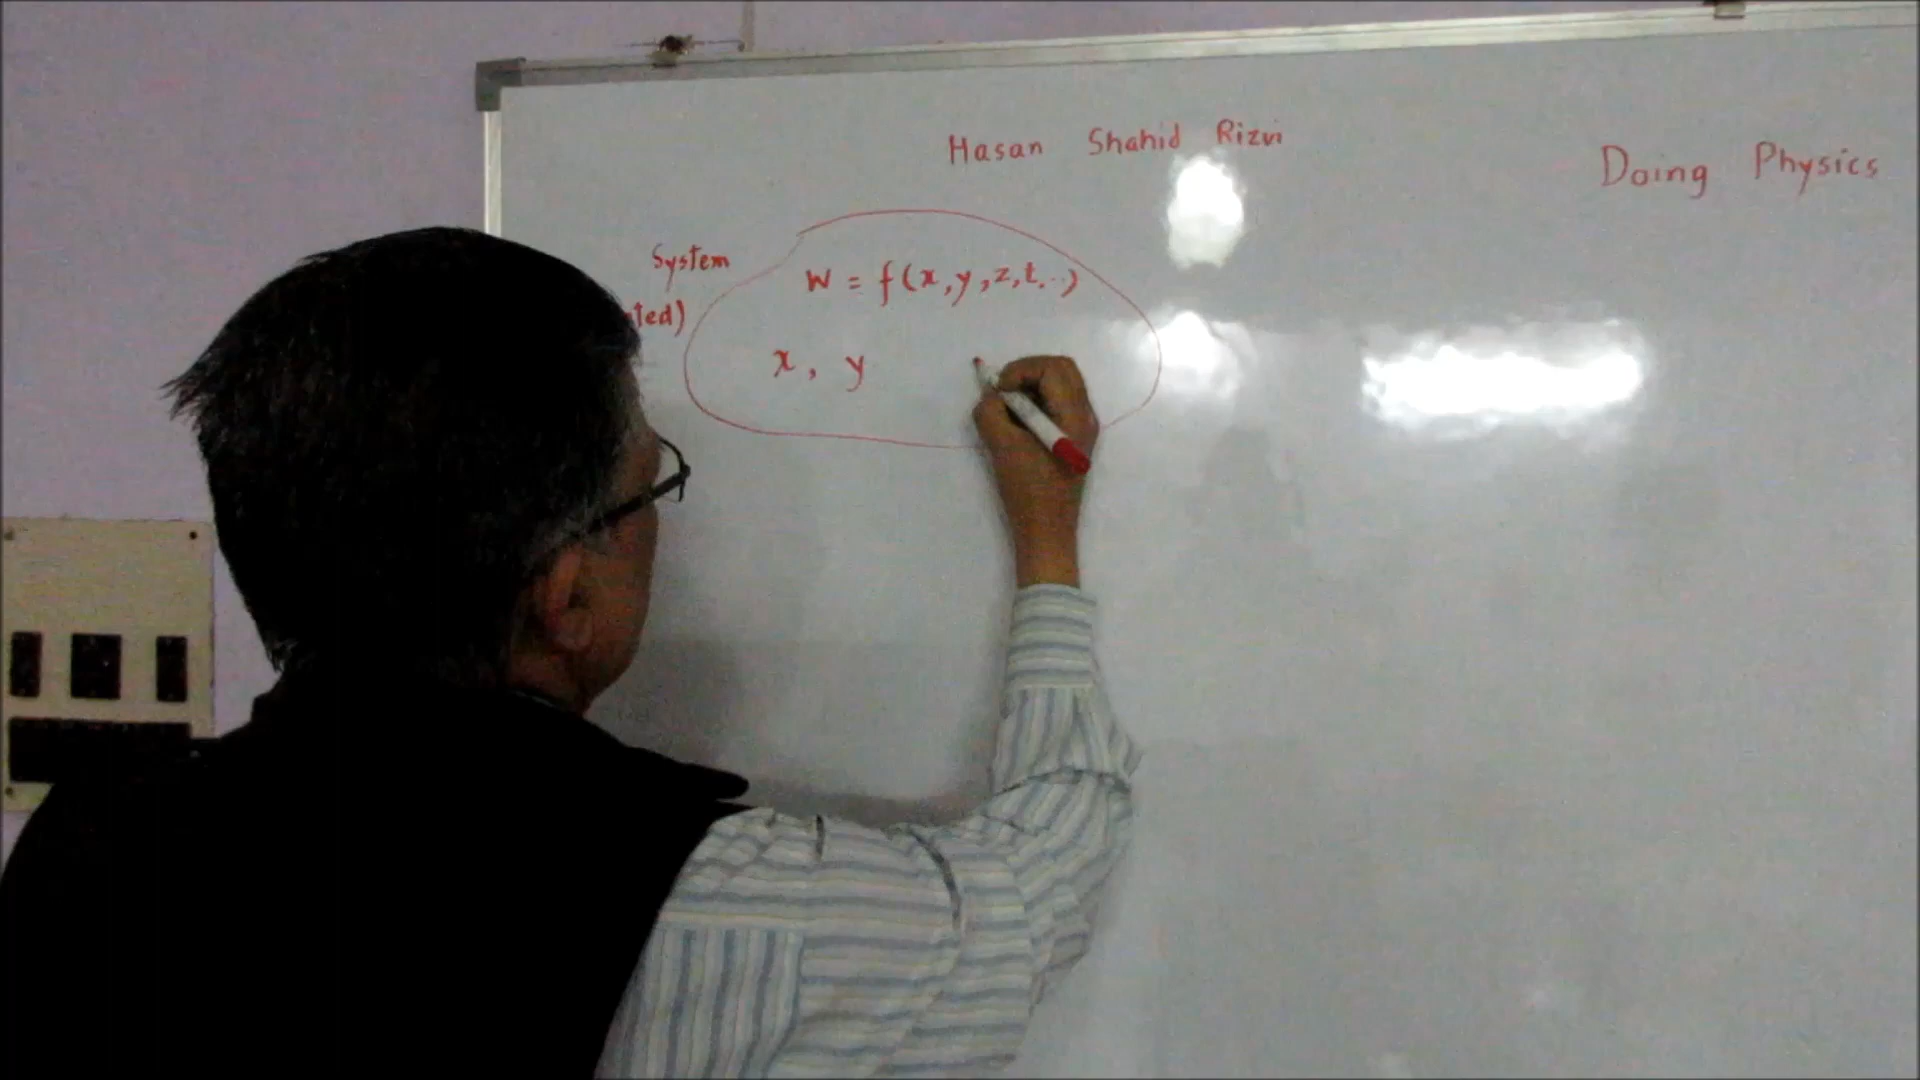 Hasan Shahid Rizvi
Doing Physics
System
w = f(x, y, z, t, ..)
x, y